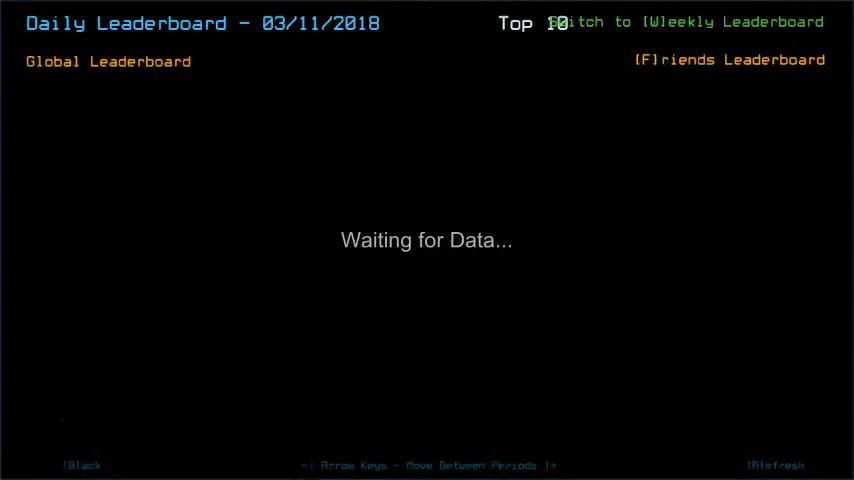 Daily Leaderboard - 03/11/2018
Top 10
Switch to [W]eekly Leaderboard
Global Leaderboard
[F]riends Leaderboard
Waiting for Data...
[B]ack
=[ Arrow Keys - Move Between Periods ]=
[R]efresh